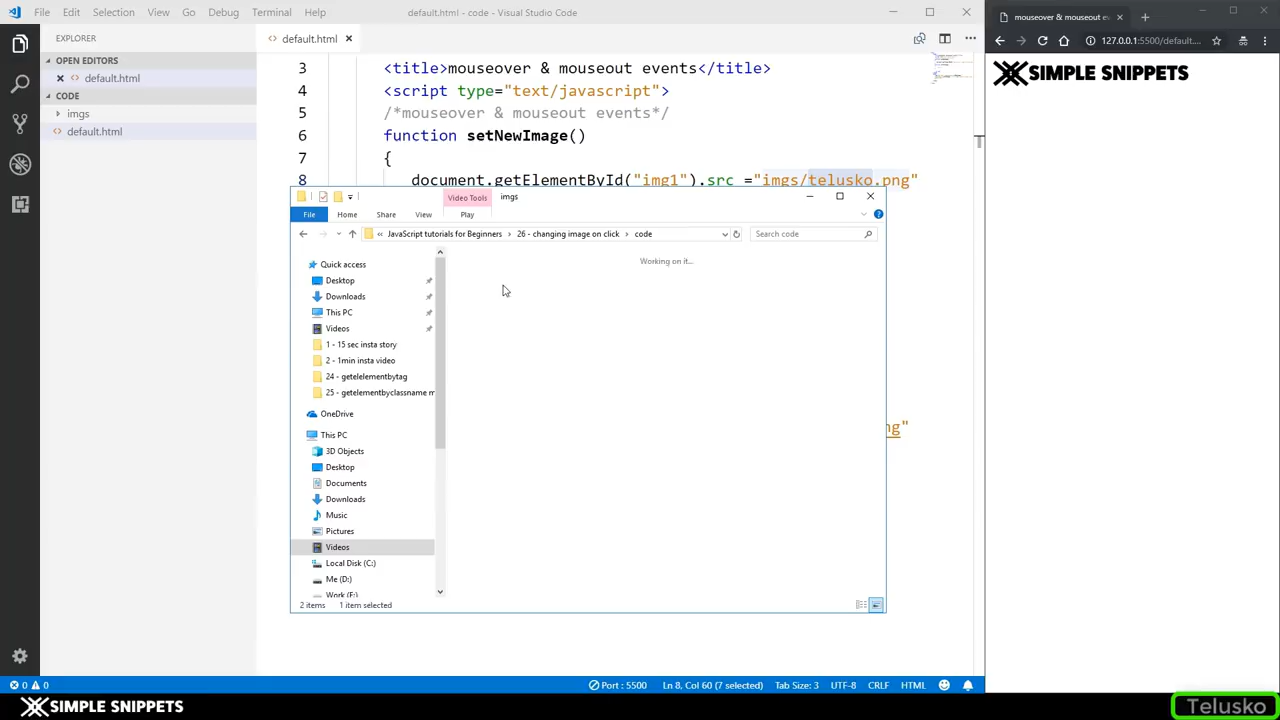 File Edit Selection View Go Debug Terminal Help default.html - code - Visual Studio Code
EXPLORER
OPEN EDITORS
default.html
CODE
imgs
default.html
default.html
3 <title>mouseover & mouseout events</title>
4 <script type="text/javascript">
5 /*mouseover & mouseout events*/
6 function setNewImage()
7 {
8 document.getElementById("img1").src ="imgs/telusko.png"
ng"
Video Tools imgs
File Home Share View Play
« JavaScript tutorials for Beginners › 26 - changing image on click › code
Search code
Working on it...
Quick access
Desktop
Downloads
This PC
Videos
1 - 15 sec insta story
2 - 1min insta video
24 - getelelementbytag
25 - getelementbyclassname m
OneDrive
This PC
3D Objects
Desktop
Documents
Downloads
Music
Pictures
Videos
Local Disk (C:)
Me (D:)
Work (E:)
2 items 1 item selected
0 0 Port : 5500 Ln 8, Col 60 (7 selected) Tab Size: 3 UTF-8 CRLF HTML
mouseover & mouseout ev
127.0.0.1:5500/default....
SIMPLE SNIPPETS
SIMPLE SNIPPETS
Telusko